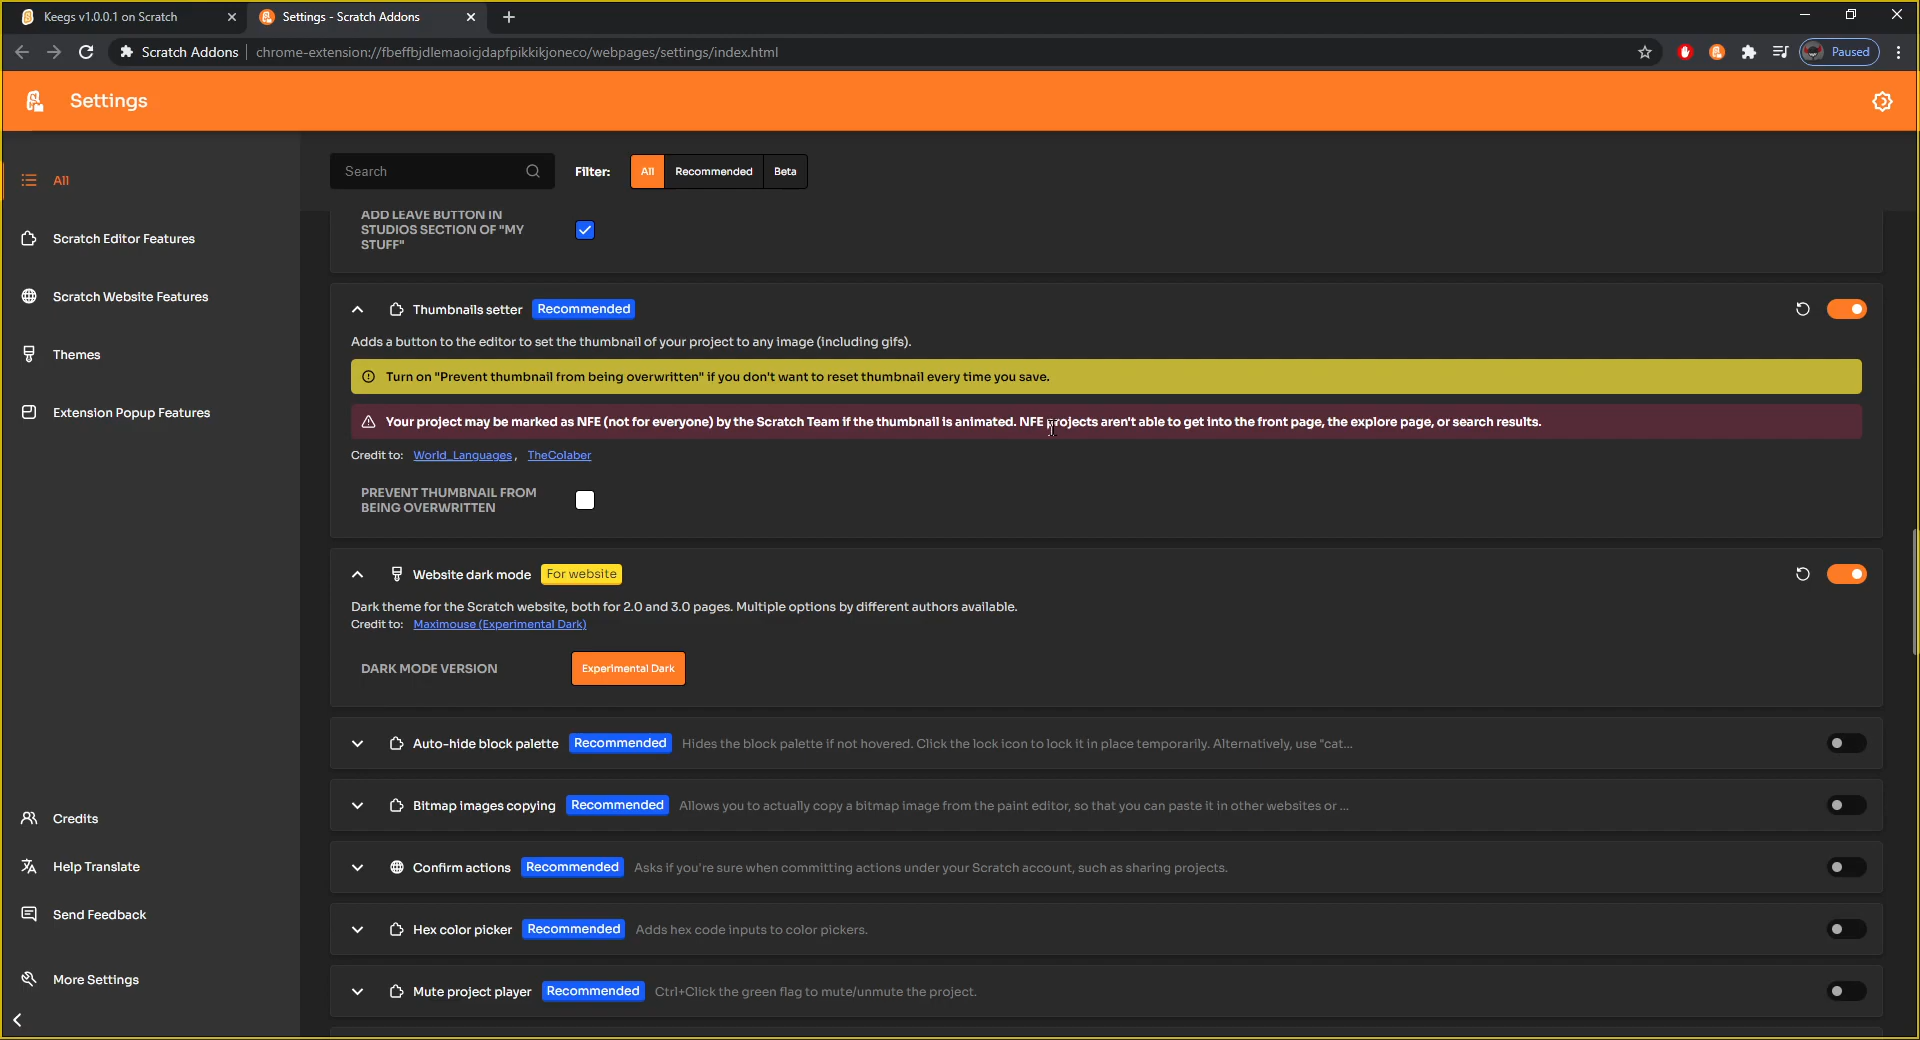 Keegs v1.0.0.1 on Scratch
Settings - Scratch Addons
Scratch Addons
chrome-extension://fbeffbjdlemaoicjdapfpikkikjoneco/webpages/settings/index.html
Paused
Settings
All
Scratch Editor Features
Scratch Website Features
Themes
Extension Popup Features
Credits
Help Translate
Send Feedback
More Settings
Search
Filter:
All
Recommended
Beta
ADD LEAVE BUTTON IN
STUDIOS SECTION OF "MY
STUFF"
Thumbnails setter
Recommended
Adds a button to the editor to set the thumbnail of your project to any image (including gifs).
Turn on "Prevent thumbnail from being overwritten" if you don't want to reset thumbnail every time you save.
Your project may be marked as NFE (not for everyone) by the Scratch Team if the thumbnail is animated. NFE projects aren't able to get into the front page, the explore page, or search results.
Credit to: World_Languages, TheColaber
PREVENT THUMBNAIL FROM
BEING OVERWRITTEN
Website dark mode
For website
Dark theme for the Scratch website, both for 2.0 and 3.0 pages. Multiple options by different authors available.
Credit to: Maximouse (Experimental Dark)
DARK MODE VERSION
Experimental Dark
Auto-hide block palette
Recommended
Hides the block palette if not hovered. Click the lock icon to lock it in place temporarily. Alternatively, use "cat...
Bitmap images copying
Recommended
Allows you to actually copy a bitmap image from the paint editor, so that you can paste it in other websites or ...
Confirm actions
Recommended
Asks if you're sure when committing actions under your Scratch account, such as sharing projects.
Hex color picker
Recommended
Adds hex code inputs to color pickers.
Mute project player
Recommended
Ctrl+Click the green flag to mute/unmute the project.